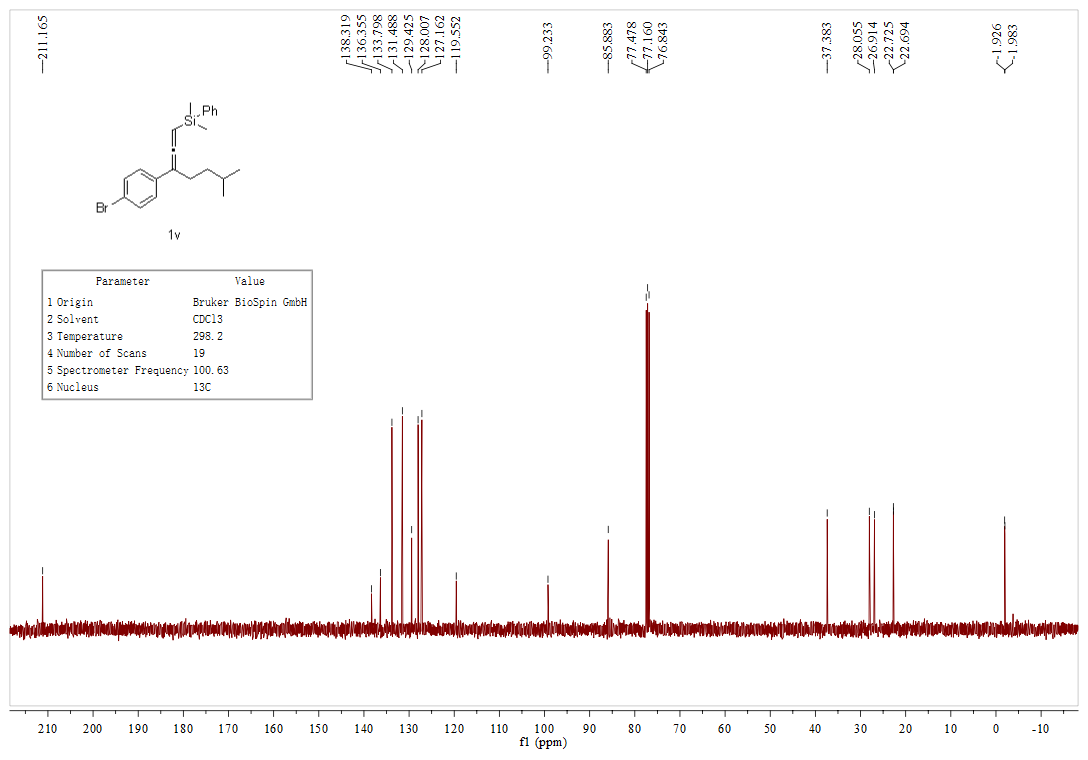 211.165
138.319
136.355
133.798
131.488
129.425
128.007
127.162
119.552
99.233
85.883
77.478
77.160
76.843
37.383
28.055
26.914
22.725
22.694
-1.926
-1.983
Ph
Si
Br
1v
Parameter Value
1 Origin Bruker BioSpin GmbH
2 Solvent CDCl3
3 Temperature 298.2
4 Number of Scans 19
5 Spectrometer Frequency 100.63
6 Nucleus 13C
210 200 190 180 170 160 150 140 130 120 110 100 90 80 70 60 50 40 30 20 10 0 -10
f1 (ppm)